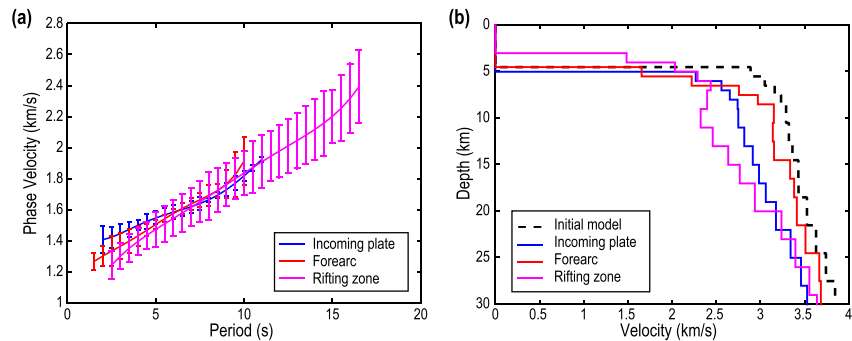 (a)
2.8
2.6
2.4
2.2
2
1.8
1.6
1.4
1.2
1
Phase Velocity (km/s)
0 5 10 15 20
Period (s)
Incoming plate
Forearc
Rifting zone
(b)
0
5
10
15
20
25
30
Depth (km)
0 0.5 1 1.5 2 2.5 3 3.5 4
Velocity (km/s)
Initial model
Incoming plate
Forearc
Rifting zone